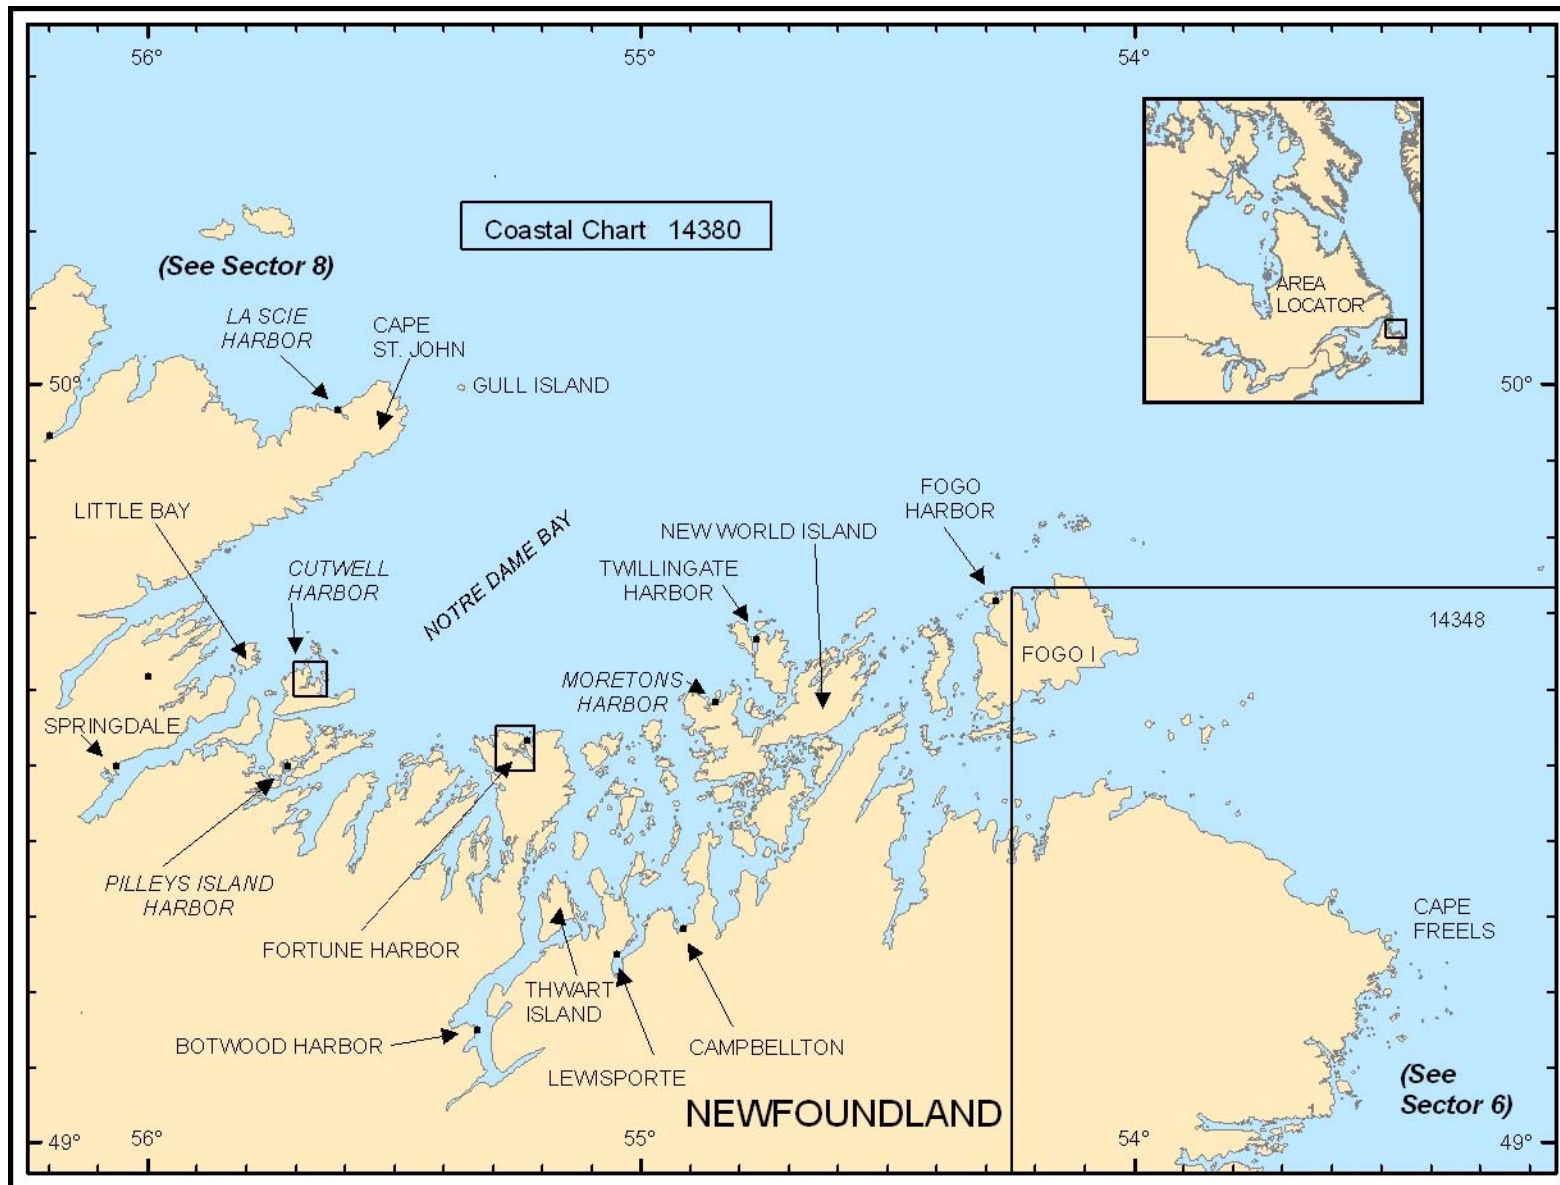 56°
55°
54°
Coastal Chart 14380
(See Sector 8)
AREA
LOCATOR
LA SCIE
HARBOR
CAPE
ST. JOHN
50°
GULL ISLAND
50°
LITTLE BAY
FOGO
HARBOR
NEW WORLD ISLAND
CUTWELL
HARBOR
NOTRE DAME BAY
TWILLINGATE
HARBOR
14348
FOGO I
MORETONS
HARBOR
SPRINGDALE
PILLEYS ISLAND
HARBOR
CAPE
FREELS
FORTUNE HARBOR
THWART
ISLAND
BOTWOOD HARBOR
CAMPBELLTON
LEWISPORTE
(See
Sector 6)
NEWFOUNDLAND
49°
56°
55°
54°
49°